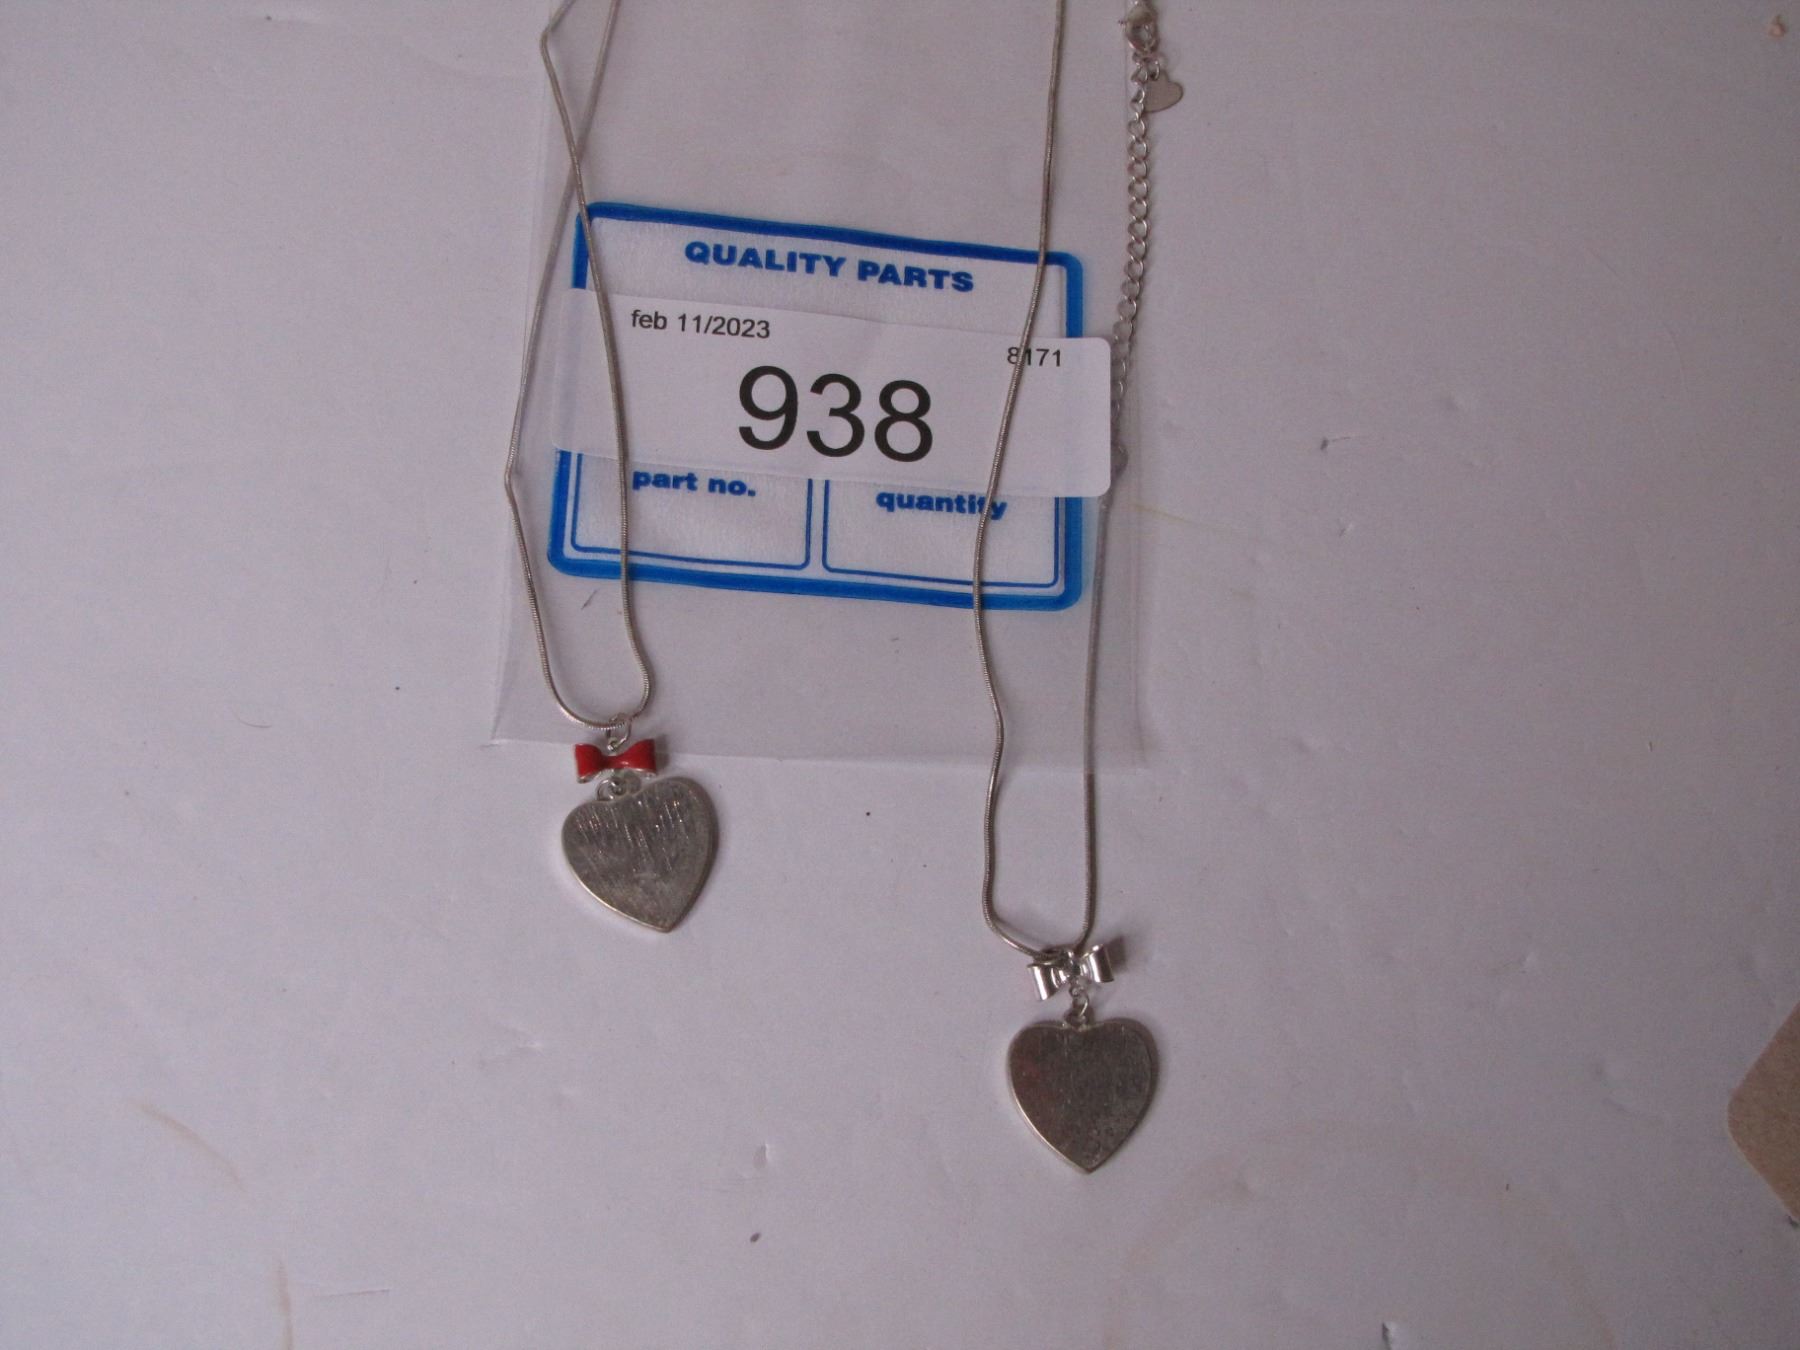 QUALITY PARTS
feb 11/2023
8171
938
part no.
quantity